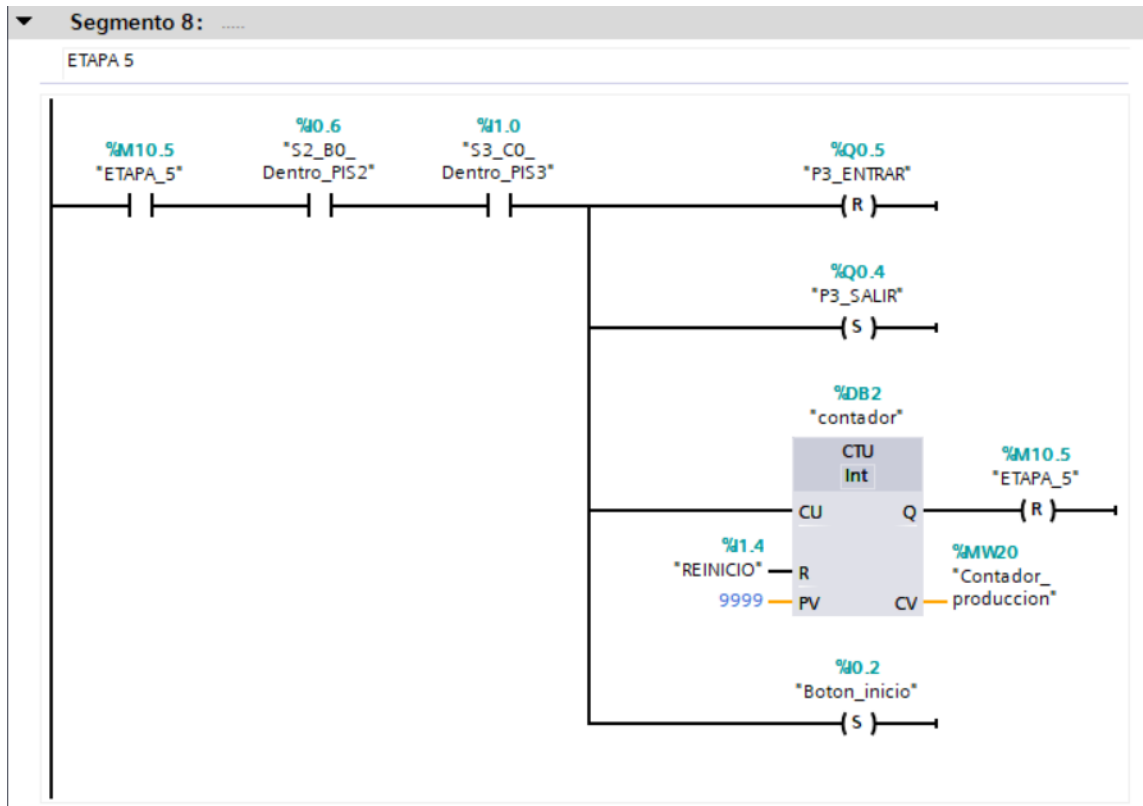 Segmento 8: .....
ETAPA 5
%M10.5
"ETAPA_5"
%I0.6
"S2_B0_
Dentro_PIS2"
%I1.0
"S3_C0_
Dentro_PIS3"
%Q0.5
"P3_ENTRAR"
R
%Q0.4
"P3_SALIR"
S
%DB2
"contador"
CTU
Int
CU Q
%M10.5
"ETAPA_5"
R
%I1.4
"REINICIO" R
9999 PV
CV
%MW20
"Contador_
produccion"
%I0.2
"Boton_inicio"
S